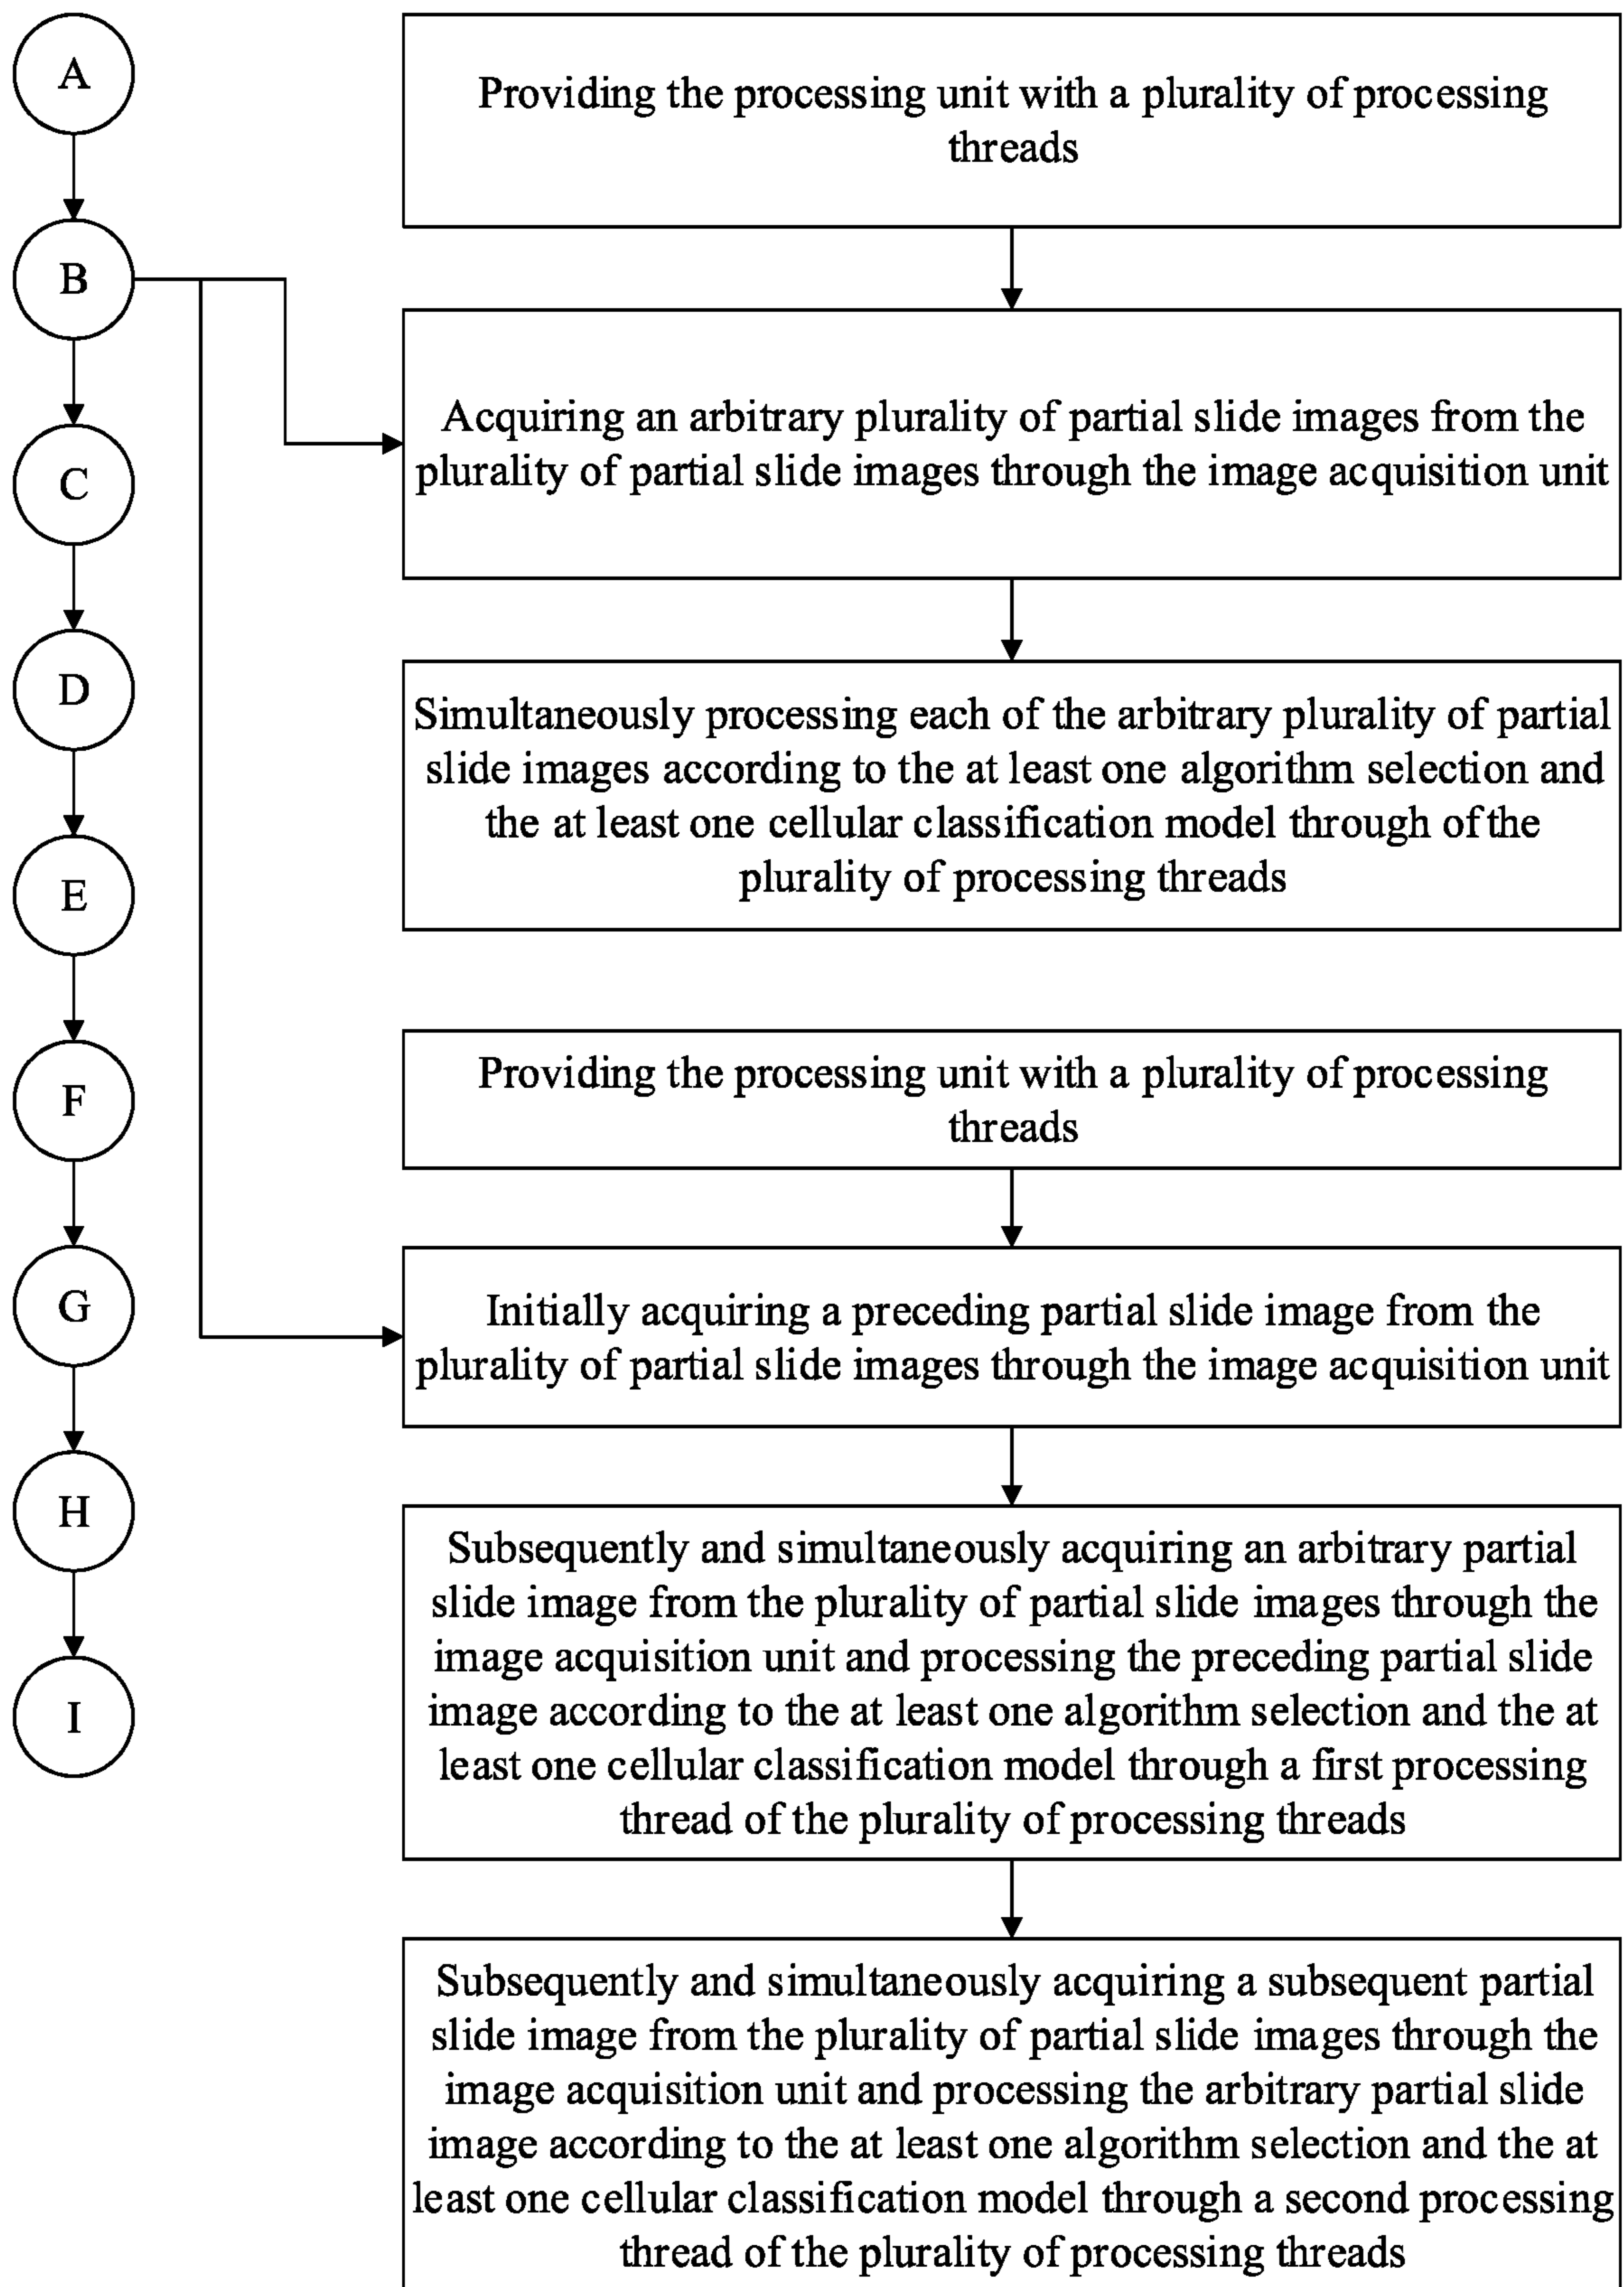 A
B
C
D
E
F
G
H
I
Providing the processing unit with a plurality of processing
threads
Acquiring an arbitrary plurality of partial slide images from the
plurality of partial slide images through the image acquisition unit
Simultaneously processing each of the arbitrary plurality of partial
slide images according to the at least one algorithm selection and
the at least one cellular classification model through of the
plurality of processing threads
Providing the processing unit with a plurality of processing
threads
Initially acquiring a preceding partial slide image from the
plurality of partial slide images through the image acquisition unit
Subsequently and simultaneously acquiring an arbitrary partial
slide image from the plurality of partial slide images through the
image acquisition unit and processing the preceding partial slide
image according to the at least one algorithm selection and the at
least one cellular classification model through a first processing
thread of the plurality of processing threads
Subsequently and simultaneously acquiring a subsequent partial
slide image from the plurality of partial slide images through the
image acquisition unit and processing the arbitrary partial slide
image according to the at least one algorithm selection and the at
least one cellular classification model through a second processing
thread of the plurality of processing threads